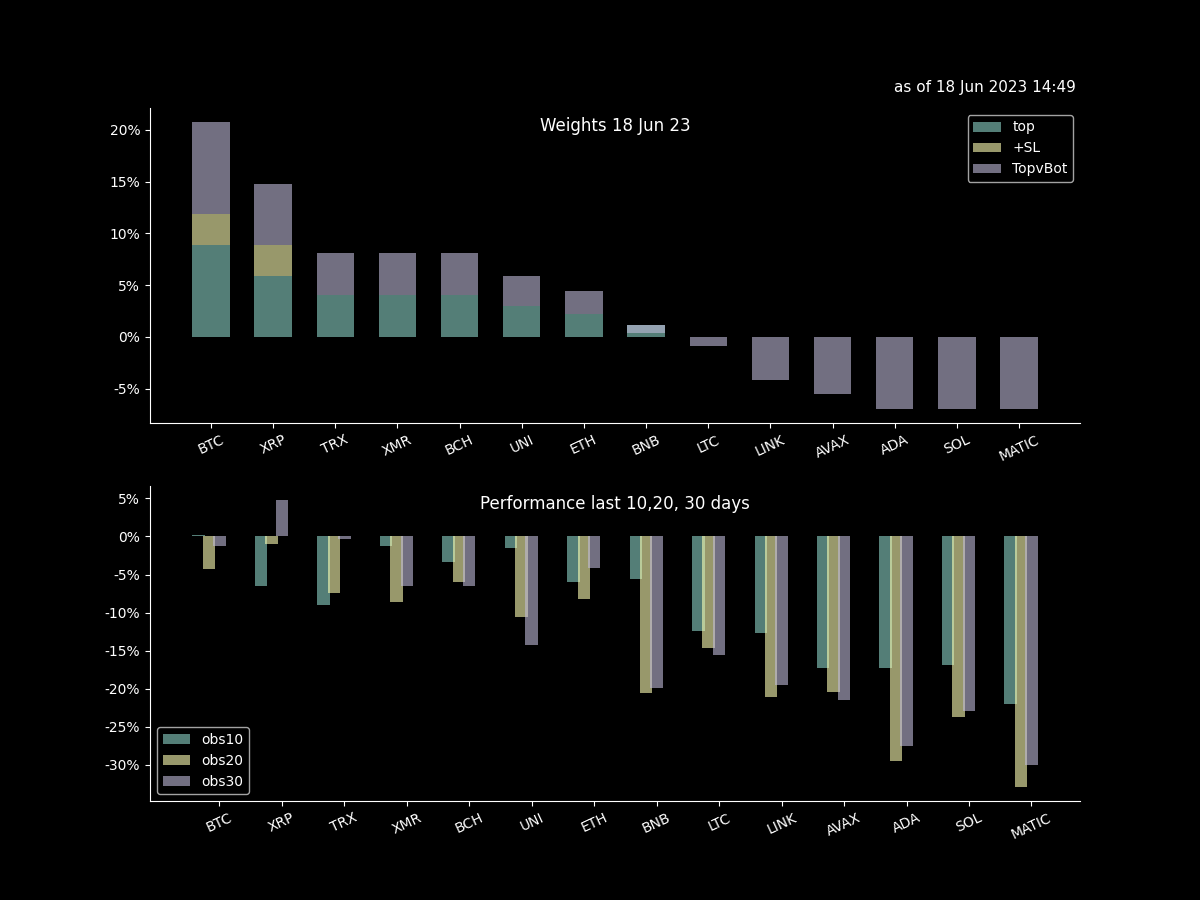 as of 18 Jun 2023 14:49
Weights 18 Jun 23
top
+SL
TopvBot
20%
15%
10%
5%
0%
-5%
BTC XRP TRX XMR BCH UNI ETH BNB LTC LINK AVAX ADA SOL MATIC
Performance last 10,20, 30 days
5%
0%
-5%
-10%
-15%
-20%
-25%
-30%
obs10
obs20
obs30
BTC XRP TRX XMR BCH UNI ETH BNB LTC LINK AVAX ADA SOL MATIC